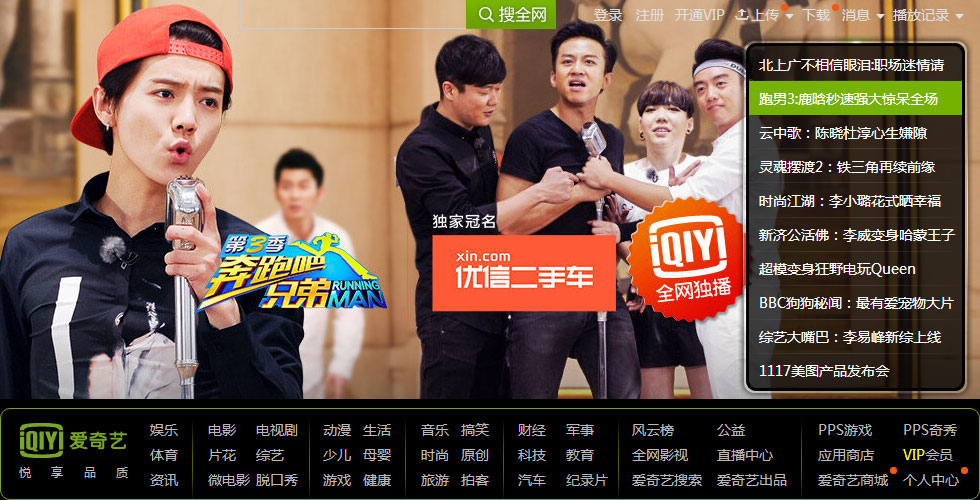 搜全网
登录 注册 开通VIP 上传 下载 消息 播放记录
北上广不相信眼泪:职场迷情请
跑男3:鹿晗秒速强大惊呆全场
云中歌：陈晓杜淳心生嫌隙
灵魂摆渡2：铁三角再续前缘
时尚江湖：李小璐花式晒幸福
新济公活佛：李威变身哈蒙王子
超模变身狂野电玩Queen
BBC狗狗秘闻：最有爱宠物大片
综艺大嘴巴：李易峰新综上线
1117美图产品发布会
第3季
奔跑吧
兄弟
RUNNING
MAN
独家冠名
xin.com
优信二手车
iQIYI
全网独播
iQIYI 爱奇艺
悦享品质
娱乐 电影 电视剧 动漫 生活 音乐 搞笑 财经 军事 风云榜 公益 PPS游戏 PPS奇秀
体育 片花 综艺 少儿 母婴 时尚 原创 科技 教育 全网影视 直播中心 应用商店 VIP会员
资讯 微电影 脱口秀 游戏 健康 旅游 拍客 汽车 纪录片 爱奇艺搜索 爱奇艺出品 爱奇艺商城 个人中心